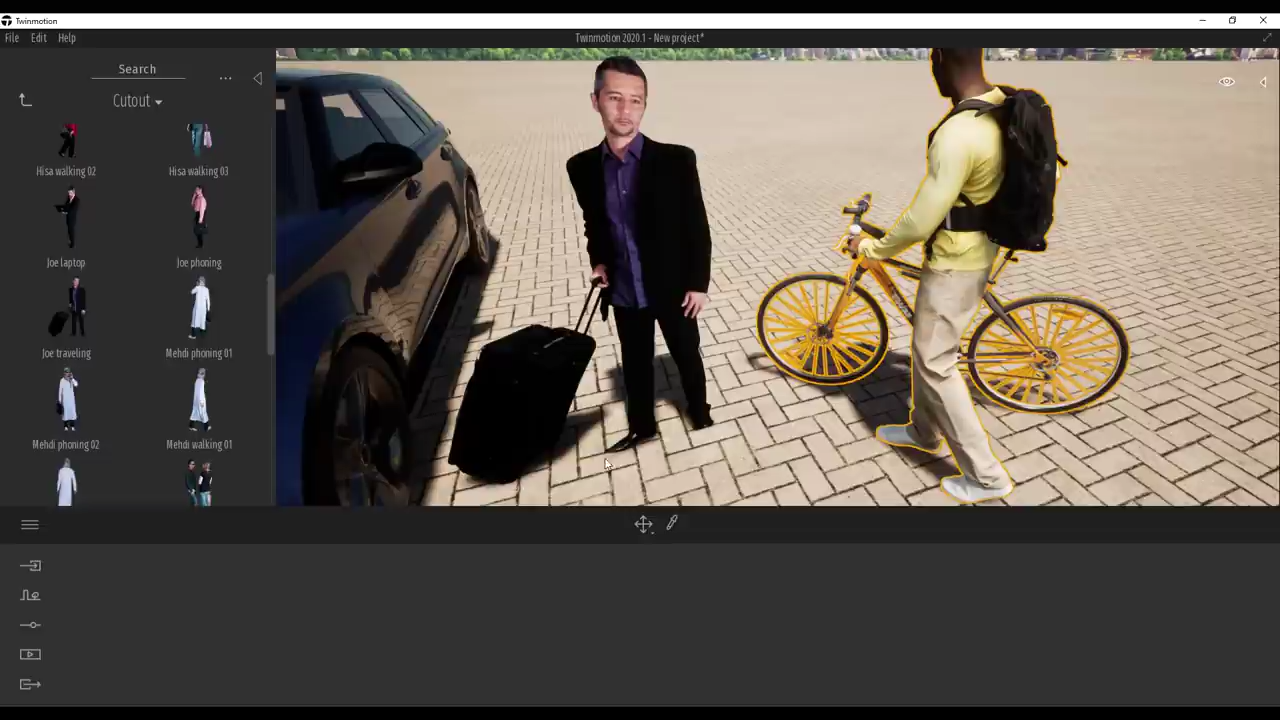 Twinmotion
File Edit Help
Twinmotion 2020.1 - New project*
Search
Cutout
Hisa walking 02
Hisa walking 03
Joe laptop
Joe phoning
Joe traveling
Mehdi phoning 01
Mehdi phoning 02
Mehdi walking 01